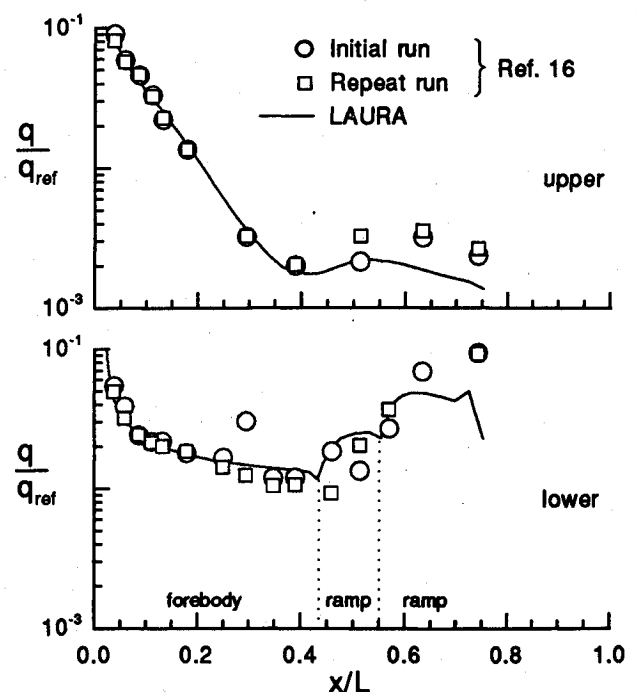 10⁻¹
Initial run
Repeat run
Ref. 16
LAURA
q
q_ref
upper
10⁻³
10⁻¹
q
q_ref
lower
forebody ramp ramp
10⁻³
0.0 0.2 0.4 0.6 0.8 1.0
x/L